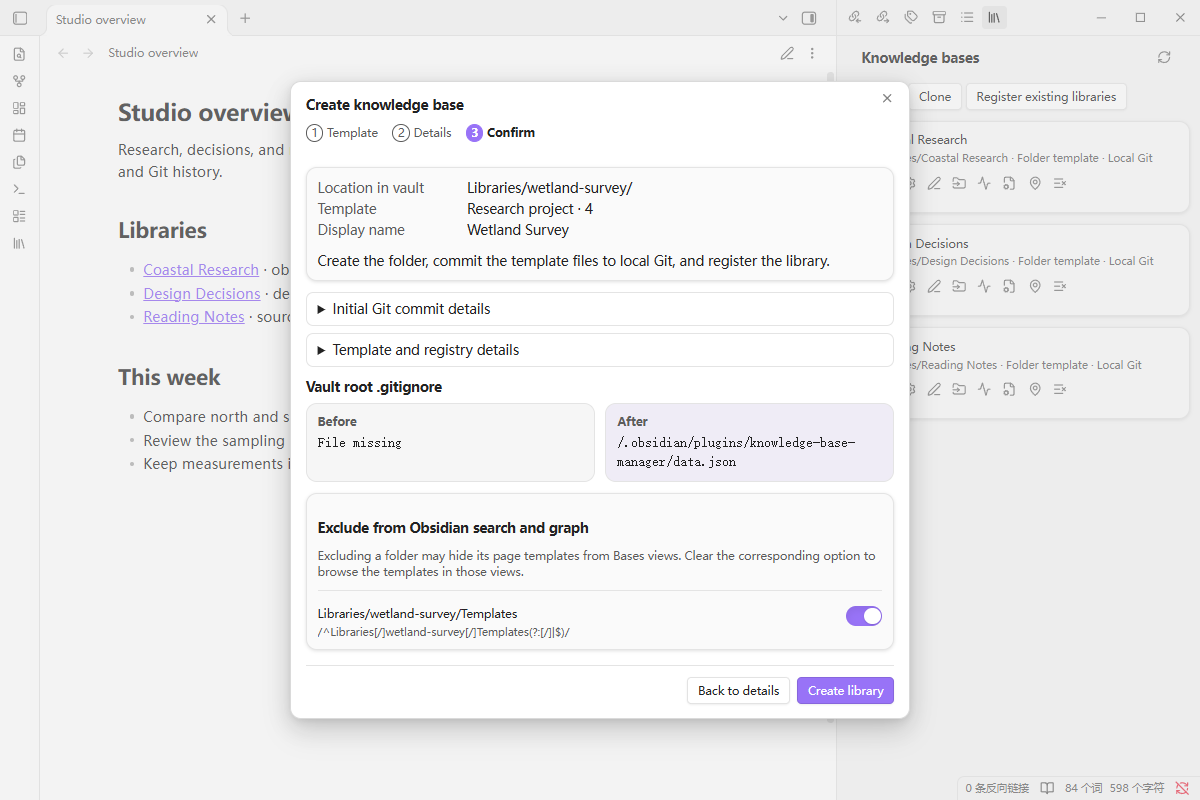 Studio overview
Studio overview
Knowledge bases
Clone
Register existing libraries
Studio overview
Research, decisions, and
and Git history.
Libraries
Coastal Research · ob
Design Decisions · de
Reading Notes · sourc
This week
Compare north and s
Review the sampling
Keep measurements i
Create knowledge base
1 Template 2 Details 3 Confirm
Location in vault Libraries/wetland-survey/
Template Research project · 4
Display name Wetland Survey
Create the folder, commit the template files to local Git, and register the library.
▶ Initial Git commit details
▶ Template and registry details
Vault root .gitignore
Before
File missing
After
/.obsidian/plugins/knowledge-base-
manager/data.json
Exclude from Obsidian search and graph
Excluding a folder may hide its page templates from Bases views. Clear the corresponding option to
browse the templates in those views.
Libraries/wetland-survey/Templates
/^Libraries[/]wetland-survey[/]Templates(?:[/]|$)/
Back to details
Create library
l Research
es/Coastal Research · Folder template · Local Git
Decisions
es/Design Decisions · Folder template · Local Git
g Notes
es/Reading Notes · Folder template · Local Git
0 条反向链接 84 个词 598 个字符